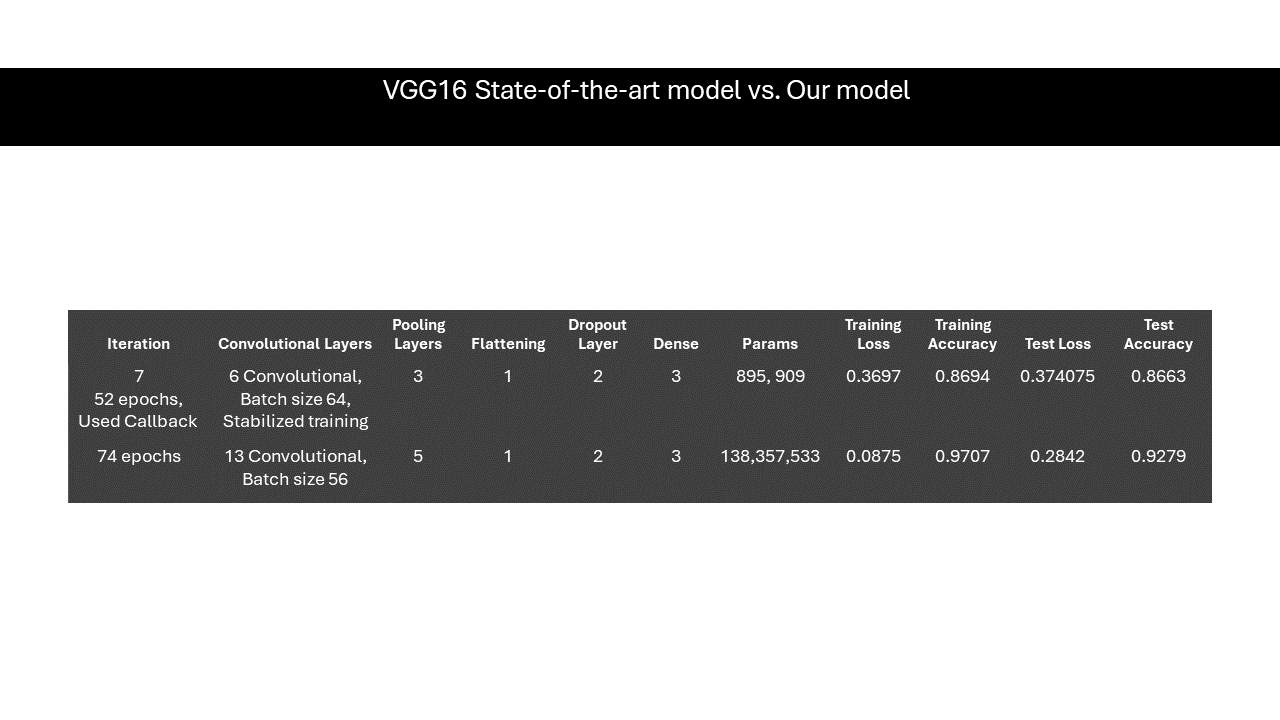 VGG16 State-of-the-art model vs. Our model
Iteration Convolutional Layers Pooling Layers Flattening Dropout Layer Dense Params Training Loss Training Accuracy Test Loss Test Accuracy
7 52 epochs, Used Callback 6 Convolutional, Batch size 64, Stabilized training 3 1 2 3 895, 909 0.3697 0.8694 0.374075 0.8663
74 epochs 13 Convolutional, Batch size 56 5 1 2 3 138,357,533 0.0875 0.9707 0.2842 0.9279